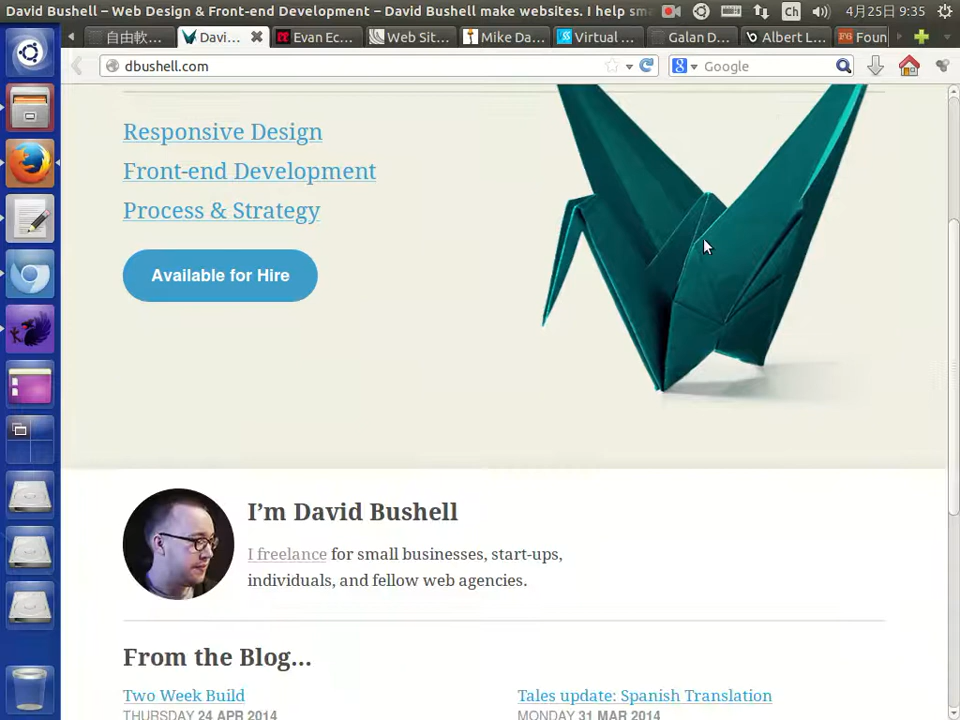 David Bushell – Web Design & Front-end Development – David Bushell make websites. I help sma
Ch
4月25日 9:35
自由軟...
Davi...
Evan Ec...
Web Sit...
Mike Da...
Virtual ...
Galan D...
Albert L...
Foun
dbushell.com
Google
Responsive Design
Front-end Development
Process & Strategy
Available for Hire
I'm David Bushell
I freelance for small businesses, start-ups,
individuals, and fellow web agencies.
From the Blog...
Two Week Build
Tales update: Spanish Translation
THURSDAY 24 APR 2014
MONDAY 31 MAR 2014